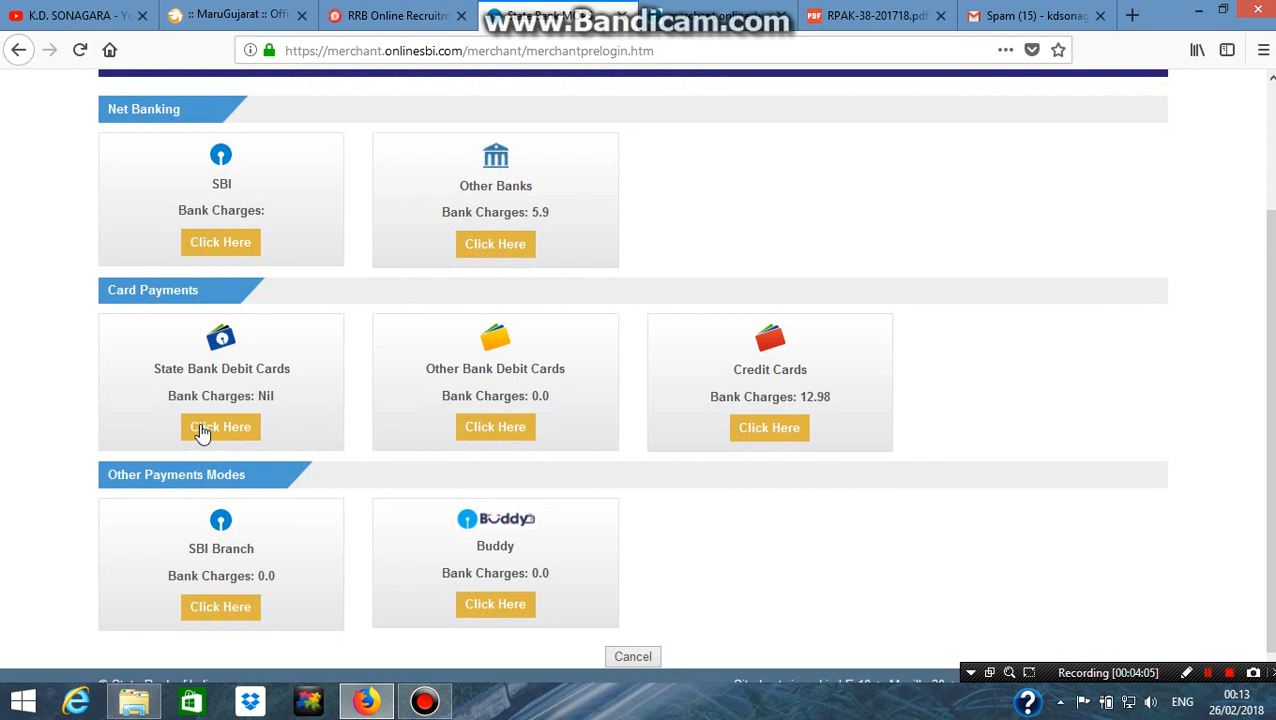 K.D. SONAGARA - You
:: MaruGujarat :: Offi
RRB Online Recruitm
RPAK-38-201718.pdf
Spam (15) - kdsonag
www.Bandicam.com
https://merchant.onlinesbi.com/merchant/merchantprelogin.htm
Net Banking
SBI
Bank Charges:
Click Here
Other Banks
Bank Charges: 5.9
Click Here
Card Payments
State Bank Debit Cards
Bank Charges: Nil
Click Here
Other Bank Debit Cards
Bank Charges: 0.0
Click Here
Credit Cards
Bank Charges: 12.98
Click Here
Other Payments Modes
SBI Branch
Bank Charges: 0.0
Click Here
Buddy
Buddy
Bank Charges: 0.0
Click Here
Cancel
Recording [00:04:05]
ENG
00:13
26/02/2018